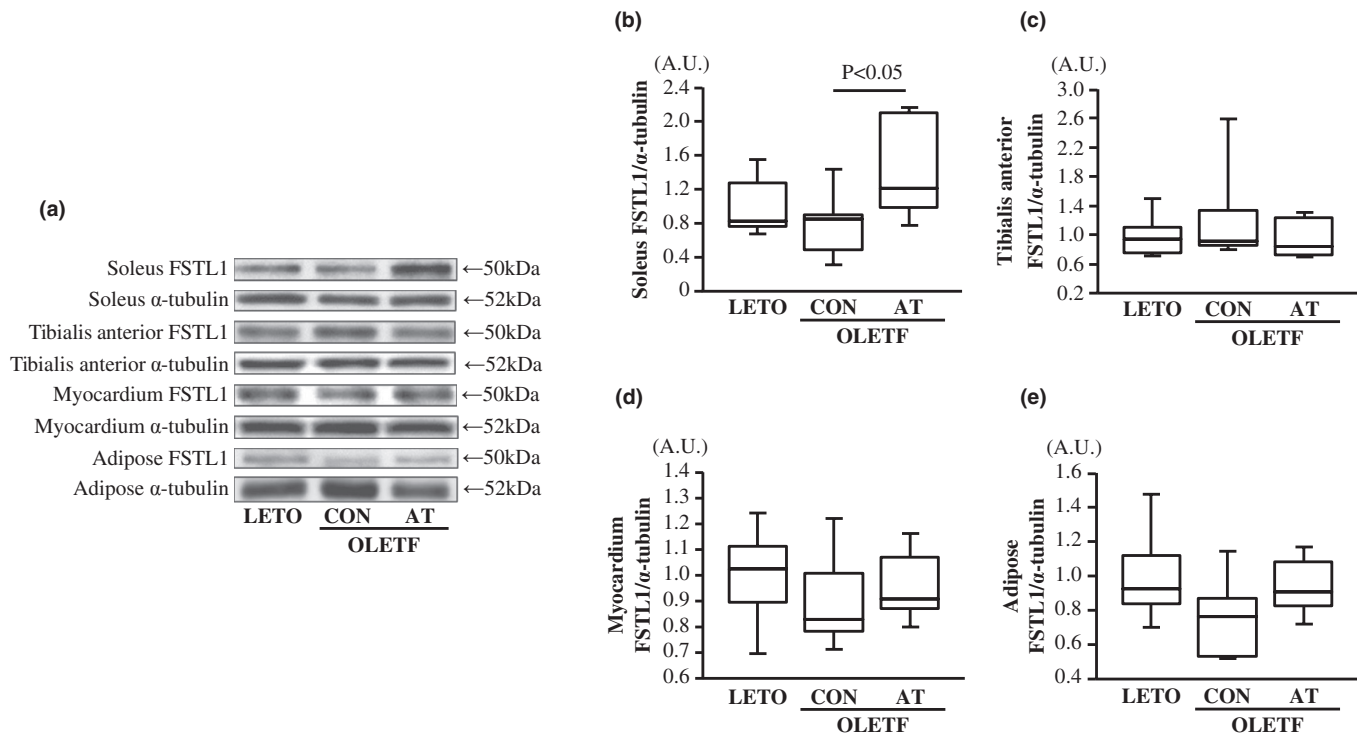 (a)
Soleus FSTL1 ←50kDa
Soleus α-tubulin ←52kDa
Tibialis anterior FSTL1 ←50kDa
Tibialis anterior α-tubulin ←52kDa
Myocardium FSTL1 ←50kDa
Myocardium α-tubulin ←52kDa
Adipose FSTL1 ←50kDa
Adipose α-tubulin ←52kDa
LETO CON AT
OLETF
(b)
(A.U.)
P<0.05
Soleus FSTL1/α-tubulin
2.4
2.0
1.6
1.2
0.8
0.4
0
LETO CON AT
OLETF
(c)
(A.U.)
Tibialis anterior
FSTL1/α-tubulin
3.0
2.6
2.2
1.8
1.4
1.0
0.6
0.2
LETO CON AT
OLETF
(d)
(A.U.)
Myocardium
FSTL1/α-tubulin
1.4
1.3
1.2
1.1
1.0
0.9
0.8
0.7
0.6
LETO CON AT
OLETF
(e)
(A.U.)
Adipose
FSTL1/α-tubulin
1.6
1.4
1.2
1.0
0.8
0.6
0.4
LETO CON AT
OLETF